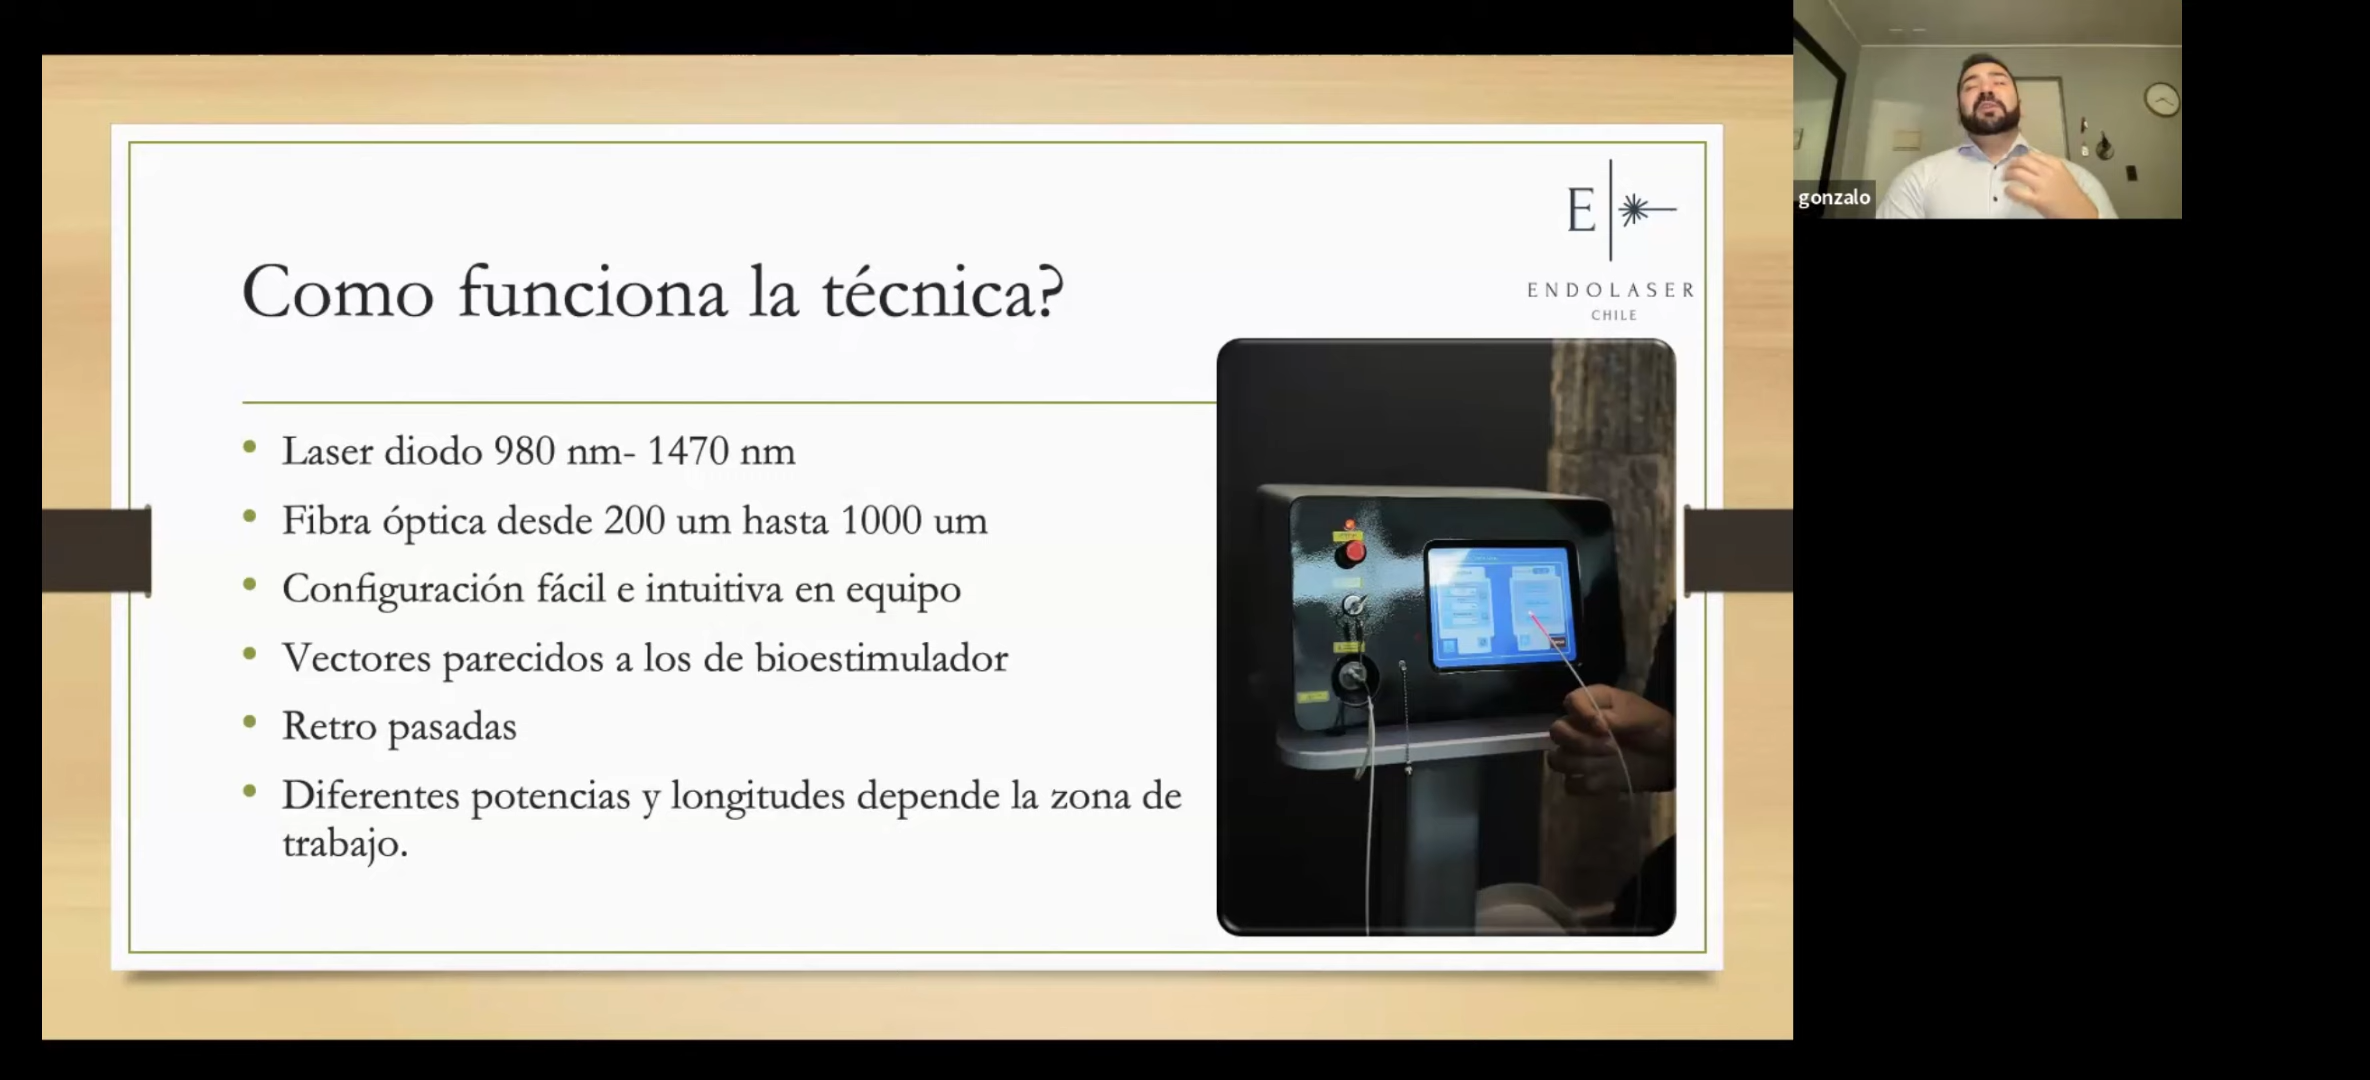 E
ENDOLASER
CHILE
Como funciona la técnica?
• Laser diodo 980 nm- 1470 nm
• Fibra óptica desde 200 um hasta 1000 um
• Configuración fácil e intuitiva en equipo
• Vectores parecidos a los de bioestimulador
• Retro pasadas
• Diferentes potencias y longitudes depende la zona de
trabajo.
gonzalo